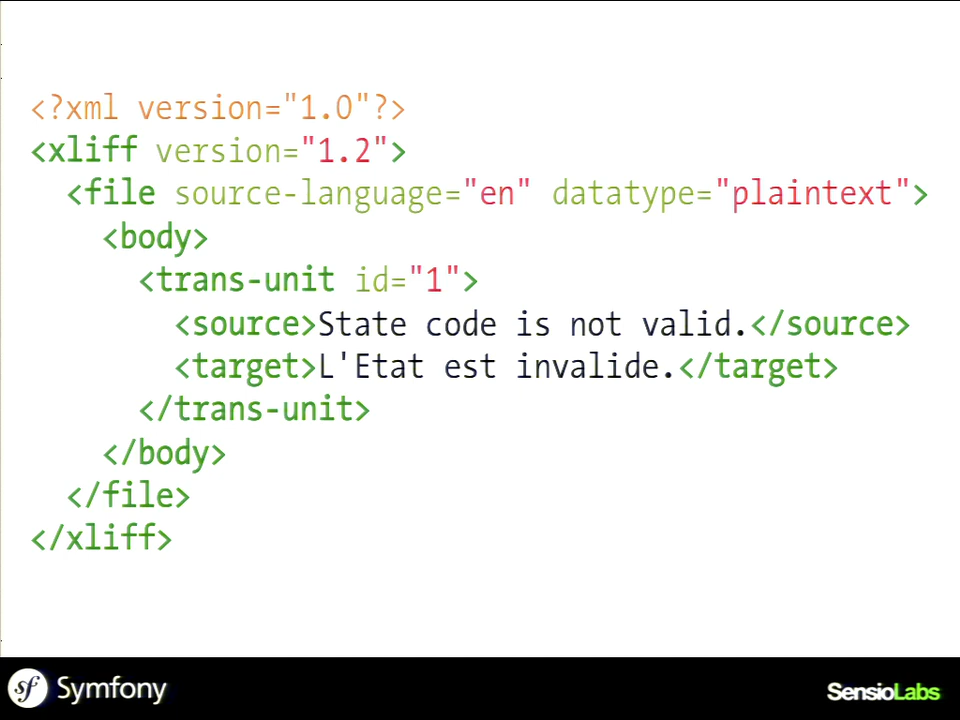 <?xml version="1.0"?>
<xliff version="1.2">
<file source-language="en" datatype="plaintext">
<body>
<trans-unit id="1">
<source>State code is not valid.</source>
<target>L'Etat est invalide.</target>
</trans-unit>
</body>
</file>
</xliff>
sf Symfony
SensioLabs